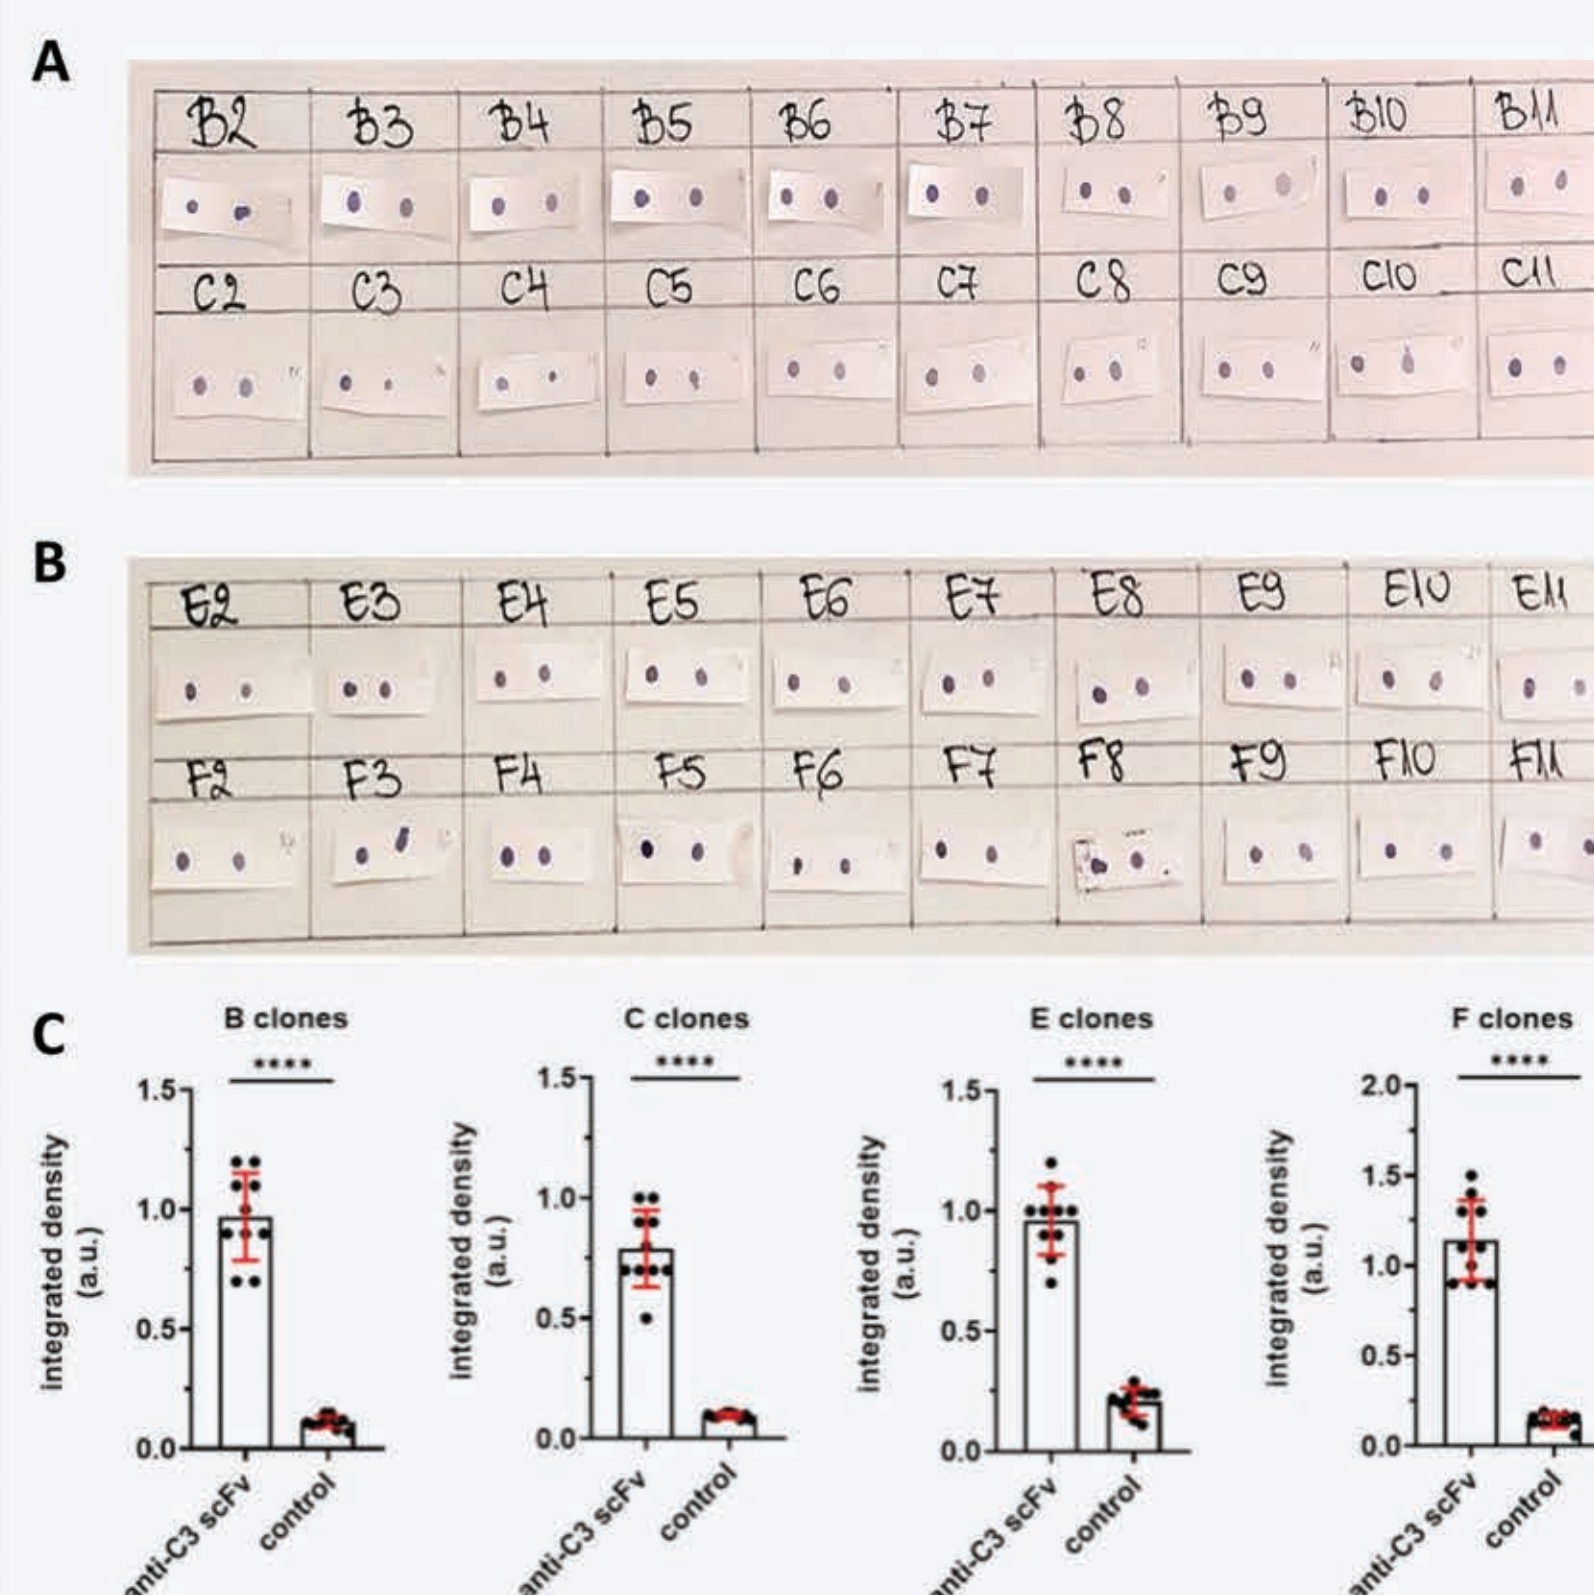 A
B2 B3 B4 B5 B6 B7 B8 B9 B10 B11
C2 C3 C4 C5 C6 C7 C8 C9 C10 C11
B
E2 E3 E4 E5 E6 E7 E8 E9 E10 E11
F2 F3 F4 F5 F6 F7 F8 F9 F10 F11
C
B clones
****
integrated density
(a.u.)
1.5
1.0
0.5
0.0
anti-C3 scFv
control
C clones
****
integrated density
(a.u.)
1.5
1.0
0.5
0.0
anti-C3 scFv
control
E clones
****
integrated density
(a.u.)
1.5
1.0
0.5
0.0
anti-C3 scFv
control
F clones
****
integrated density
(a.u.)
2.0
1.5
1.0
0.5
0.0
anti-C3 scFv
control